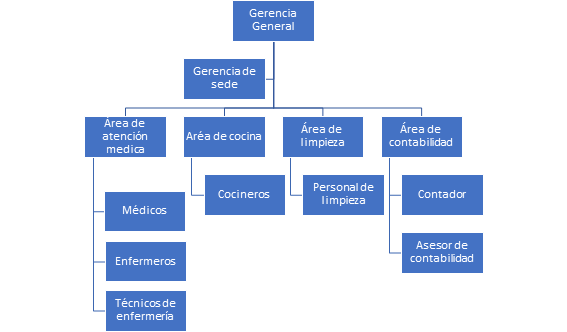 Gerencia
General
Gerencia de
sede
Área de
atención
medica
Aréa de cocina
Área de
limpieza
Área de
contabilidad
Médicos
Enfermeros
Técnicos de
enfermería
Cocineros
Personal de
limpieza
Contador
Asesor de
contabilidad